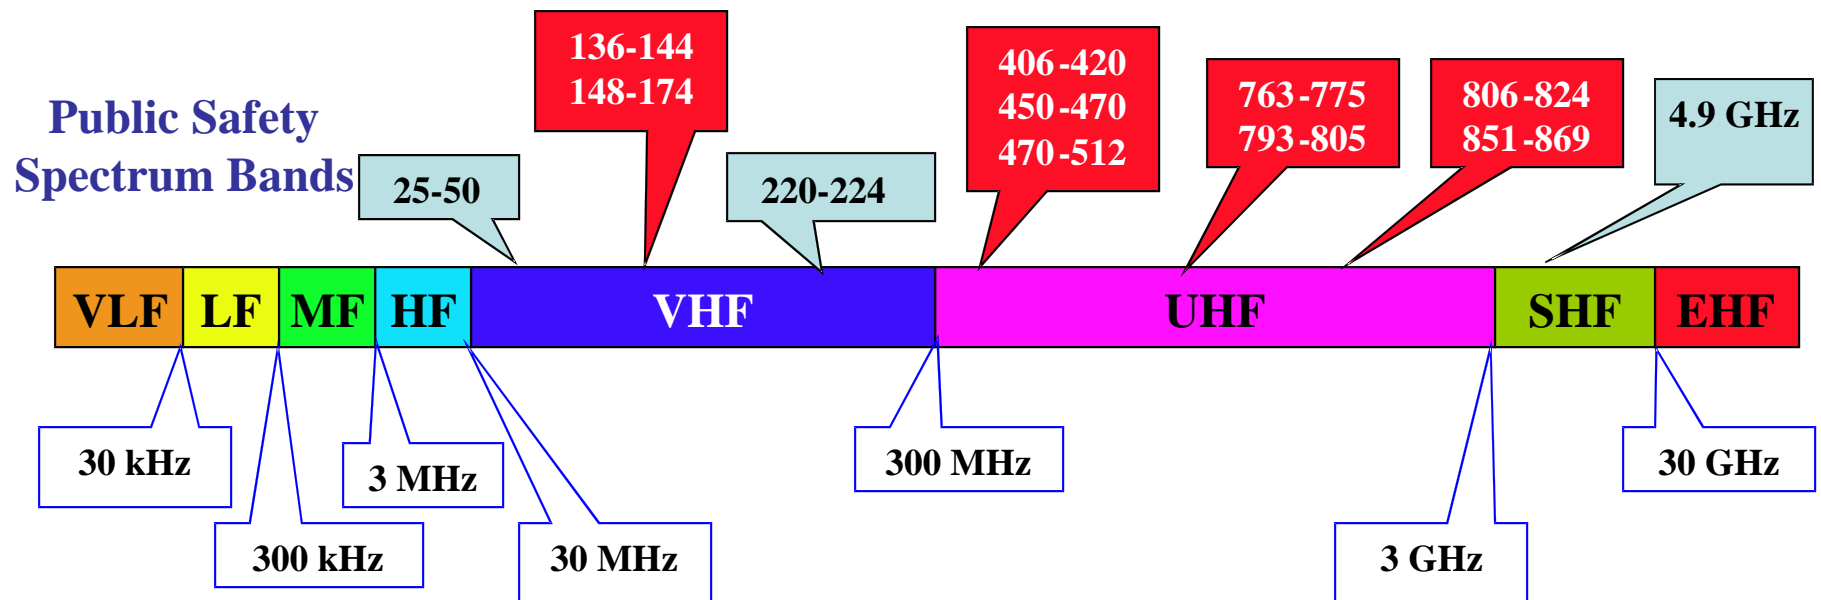 Public Safety
Spectrum Bands
25-50
136-144
148-174
220-224
406-420
450-470
470-512
763-775
793-805
806-824
851-869
4.9 GHz
VLF
LF
MF
HF
VHF
UHF
SHF
EHF
30 kHz
300 kHz
3 MHz
30 MHz
300 MHz
3 GHz
30 GHz